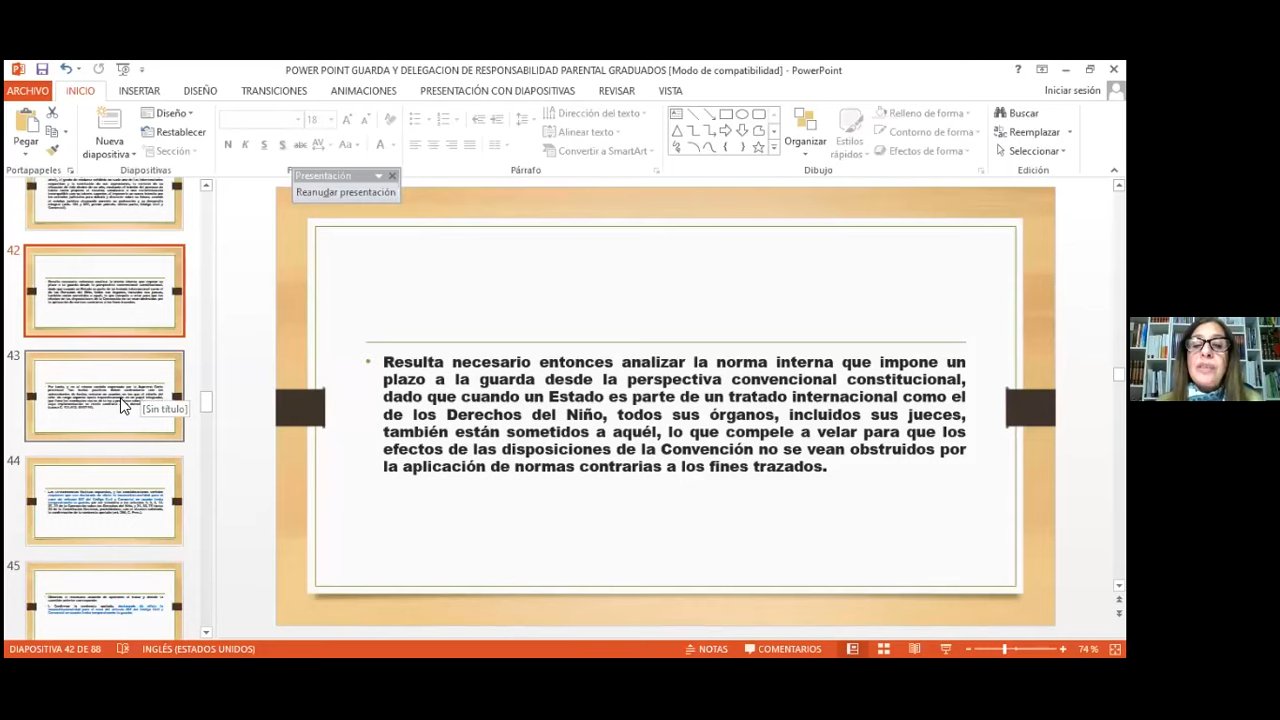 POWER POINT GUARDA Y DELEGACION DE RESPONSABILIDAD PARENTAL GRADUADOS [Modo de compatibilidad] - PowerPoint
ARCHIVO INICIO INSERTAR DISEÑO TRANSICIONES ANIMACIONES PRESENTACIÓN CON DIAPOSITIVAS REVISAR VISTA Iniciar sesión
Pegar
Portapapeles
Nueva
diapositiva
Diseño
Restablecer
Sección
Diapositivas
18
N K S S abc AV Aa A
Párrafo
Dirección del texto
Alinear texto
Convertir a SmartArt
Organizar
Estilos
rápidos
Relleno de forma
Contorno de forma
Efectos de forma
Dibujo
Buscar
Reemplazar
Seleccionar
Edición
Presentación
Reanudar presentación
42
43
[Sin título]
44
45
Resulta necesario entonces analizar la norma interna que impone un
plazo a la guarda desde la perspectiva convencional constitucional,
dado que cuando un Estado es parte de un tratado internacional como el
de los Derechos del Niño, todos sus órganos, incluidos sus jueces,
también están sometidos a aquél, lo que compele a velar para que los
efectos de las disposiciones de la Convención no se vean obstruidos por
la aplicación de normas contrarias a los fines trazados.
DIAPOSITIVA 42 DE 88 INGLÉS (ESTADOS UNIDOS) NOTAS COMENTARIOS 74 %